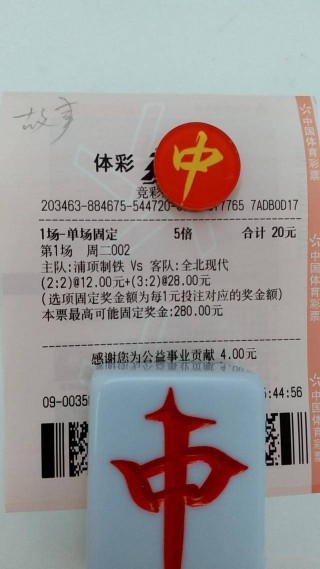 故事
体彩
中
竞彩
203463-884675-544720- 7765 7ADB0D17
1场-单场固定 5倍 合计 20元
第1场 周二002
主队:浦项制铁 Vs 客队:全北现代
(2:2)@12.00元+(3:2)@28.00元
(选项固定奖金额为每1元投注对应的奖金额)
本票最高可能固定奖金:280.00元
感谢您为公益事业贡献 4.00元
09-0035 :44:56
中
中国体育彩票
中国体育彩票
中国体育彩票